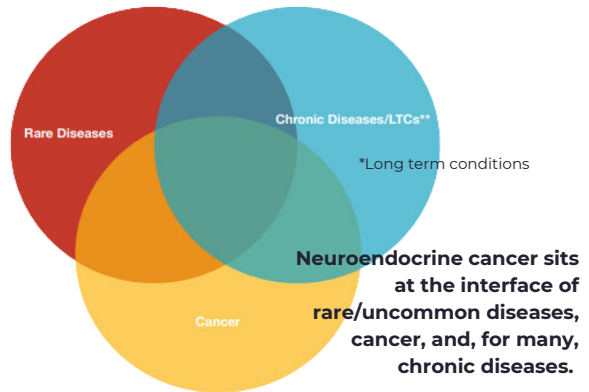 Rare Diseases
Chronic Diseases/LTCs**
*Long term conditions
Neuroendocrine cancer sits
at the interface of
rare/uncommon diseases,
cancer, and, for many,
chronic diseases.
Cancer